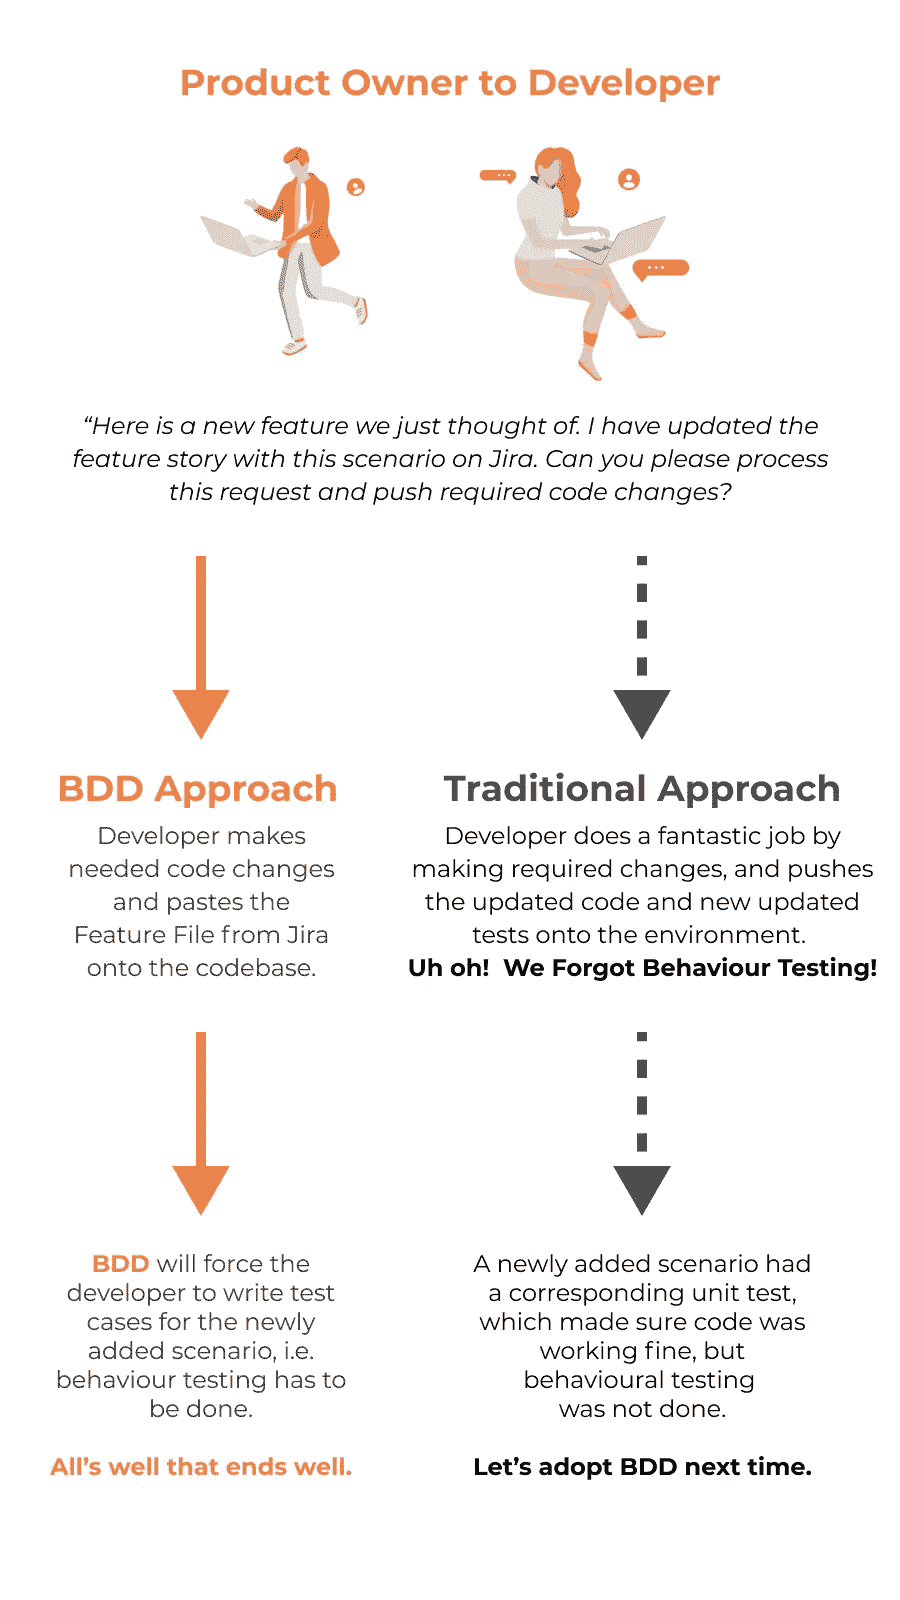 Product Owner to Developer
“Here is a new feature we just thought of. I have updated the
feature story with this scenario on Jira. Can you please process
this request and push required code changes?
BDD Approach
Developer makes
needed code changes
and pastes the
Feature File from Jira
onto the codebase.
Traditional Approach
Developer does a fantastic job by
making required changes, and pushes
the updated code and new updated
tests onto the environment.
Uh oh!  We Forgot Behaviour Testing!
BDD will force the
developer to write test
cases for the newly
added scenario, i.e.
behaviour testing has to
be done.
All’s well that ends well.
A newly added scenario had
a corresponding unit test,
which made sure code was
working fine, but
behavioural testing
was not done.
Let’s adopt BDD next time.